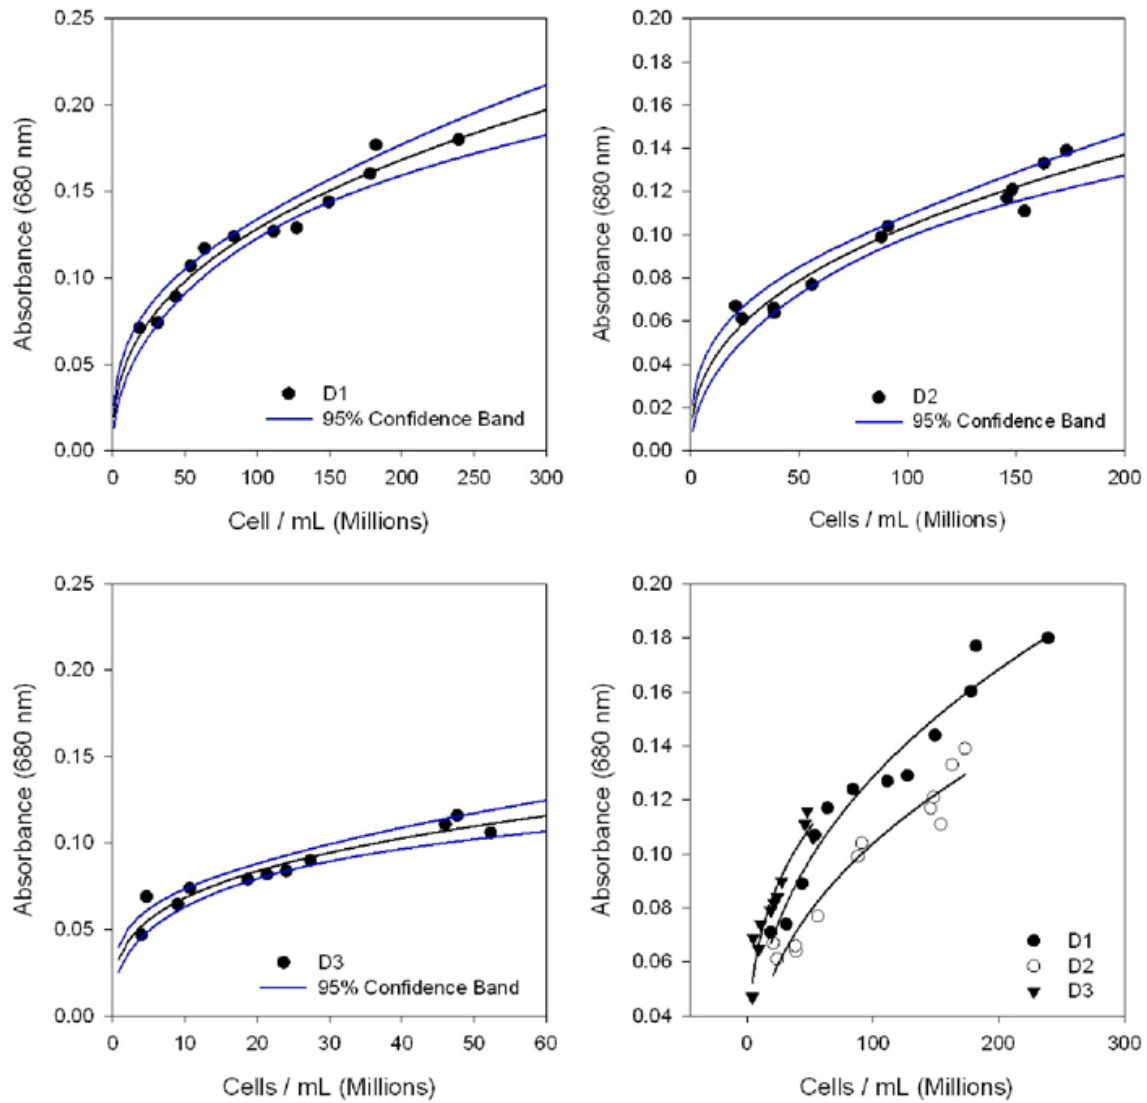 0.25
0.20
0.15
0.10
0.05
0.00
Absorbance (680 nm)
D1
95% Confidence Band
0 50 100 150 200 250 300
Cell / mL (Millions)
0.20
0.18
0.16
0.14
0.12
0.10
0.08
0.06
0.04
0.02
0.00
Absorbance (680 nm)
D2
95% Confidence Band
0 50 100 150 200
Cells / mL (Millions)
0.25
0.20
0.15
0.10
0.05
0.00
Absorbance (680 nm)
D3
95% Confidence Band
0 10 20 30 40 50 60
Cells / mL (Millions)
0.20
0.18
0.16
0.14
0.12
0.10
0.08
0.06
0.04
Absorbance (680 nm)
D1
D2
D3
0 100 200 300
Cells / mL (Millions)